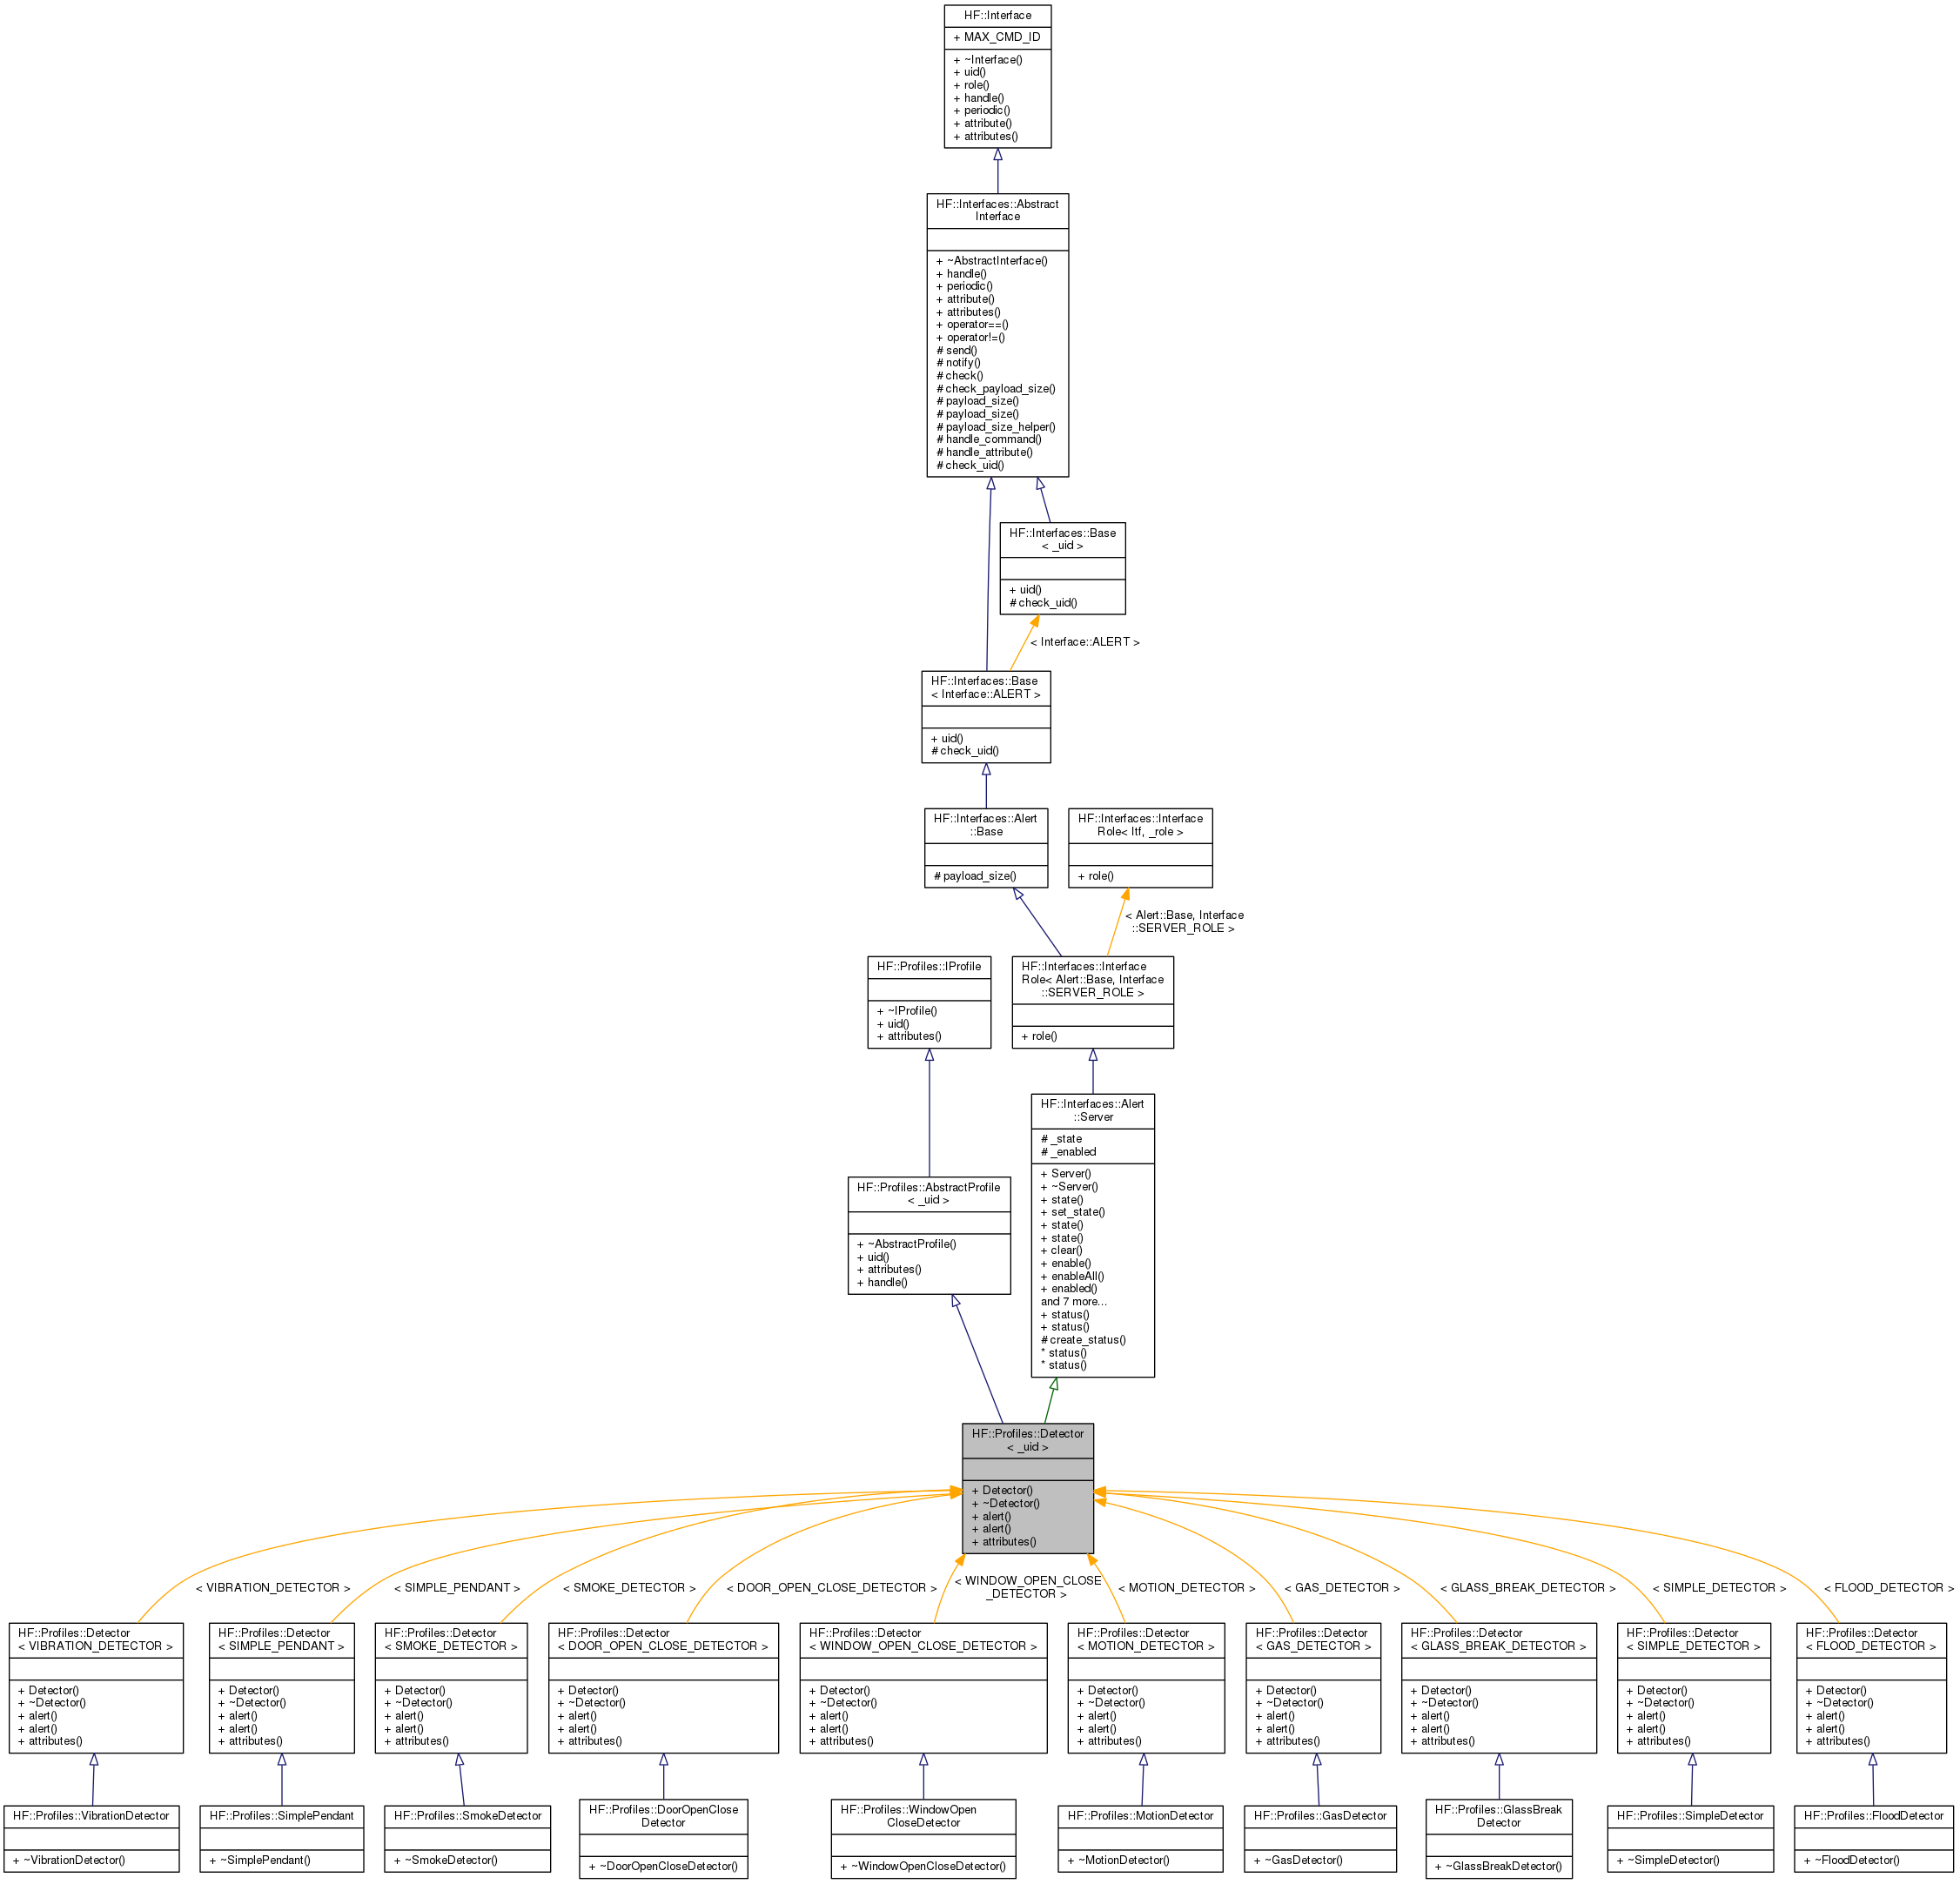 HF::Interface
+ MAX_CMD_ID
+ ~Interface()
+ uid()
+ role()
+ handle()
+ periodic()
+ attribute()
+ attributes()
HF::Interfaces::Abstract
Interface
+ ~AbstractInterface()
+ handle()
+ periodic()
+ attribute()
+ attributes()
+ operator==()
+ operator!=()
# send()
# notify()
# check()
# check_payload_size()
# payload_size()
# payload_size()
# payload_size_helper()
# handle_command()
# handle_attribute()
# check_uid()
HF::Interfaces::Base
< _uid >
+ uid()
# check_uid()
< Interface::ALERT >
HF::Interfaces::Base
< Interface::ALERT >
+ uid()
# check_uid()
HF::Interfaces::Alert
::Base
# payload_size()
HF::Interfaces::Interface
Role< Itf, _role >
+ role()
< Alert::Base, Interface
::SERVER_ROLE >
HF::Profiles::IProfile
+ ~IProfile()
+ uid()
+ attributes()
HF::Interfaces::Interface
Role< Alert::Base, Interface
::SERVER_ROLE >
+ role()
HF::Interfaces::Alert
::Server
# _state
# _enabled
+ Server()
+ ~Server()
+ state()
+ set_state()
+ state()
+ state()
+ clear()
+ enable()
+ enableAll()
+ enabled()
and 7 more...
+ status()
+ status()
# create_status()
* status()
* status()
HF::Profiles::AbstractProfile
< _uid >
+ ~AbstractProfile()
+ uid()
+ attributes()
+ handle()
HF::Profiles::Detector
< _uid >
+ Detector()
+ ~Detector()
+ alert()
+ alert()
+ attributes()
< VIBRATION_DETECTOR >
< SIMPLE_PENDANT >
< SMOKE_DETECTOR >
< DOOR_OPEN_CLOSE_DETECTOR >
< WINDOW_OPEN_CLOSE
_DETECTOR >
< MOTION_DETECTOR >
< GAS_DETECTOR >
< GLASS_BREAK_DETECTOR >
< SIMPLE_DETECTOR >
< FLOOD_DETECTOR >
HF::Profiles::Detector
< VIBRATION_DETECTOR >
+ Detector()
+ ~Detector()
+ alert()
+ alert()
+ attributes()
HF::Profiles::Detector
< SIMPLE_PENDANT >
+ Detector()
+ ~Detector()
+ alert()
+ alert()
+ attributes()
HF::Profiles::Detector
< SMOKE_DETECTOR >
+ Detector()
+ ~Detector()
+ alert()
+ alert()
+ attributes()
HF::Profiles::Detector
< DOOR_OPEN_CLOSE_DETECTOR >
+ Detector()
+ ~Detector()
+ alert()
+ alert()
+ attributes()
HF::Profiles::Detector
< WINDOW_OPEN_CLOSE_DETECTOR >
+ Detector()
+ ~Detector()
+ alert()
+ alert()
+ attributes()
HF::Profiles::Detector
< MOTION_DETECTOR >
+ Detector()
+ ~Detector()
+ alert()
+ alert()
+ attributes()
HF::Profiles::Detector
< GAS_DETECTOR >
+ Detector()
+ ~Detector()
+ alert()
+ alert()
+ attributes()
HF::Profiles::Detector
< GLASS_BREAK_DETECTOR >
+ Detector()
+ ~Detector()
+ alert()
+ alert()
+ attributes()
HF::Profiles::Detector
< SIMPLE_DETECTOR >
+ Detector()
+ ~Detector()
+ alert()
+ alert()
+ attributes()
HF::Profiles::Detector
< FLOOD_DETECTOR >
+ Detector()
+ ~Detector()
+ alert()
+ alert()
+ attributes()
HF::Profiles::VibrationDetector
+ ~VibrationDetector()
HF::Profiles::SimplePendant
+ ~SimplePendant()
HF::Profiles::SmokeDetector
+ ~SmokeDetector()
HF::Profiles::DoorOpenClose
Detector
+ ~DoorOpenCloseDetector()
HF::Profiles::WindowOpen
CloseDetector
+ ~WindowOpenCloseDetector()
HF::Profiles::MotionDetector
+ ~MotionDetector()
HF::Profiles::GasDetector
+ ~GasDetector()
HF::Profiles::GlassBreak
Detector
+ ~GlassBreakDetector()
HF::Profiles::SimpleDetector
+ ~SimpleDetector()
HF::Profiles::FloodDetector
+ ~FloodDetector()